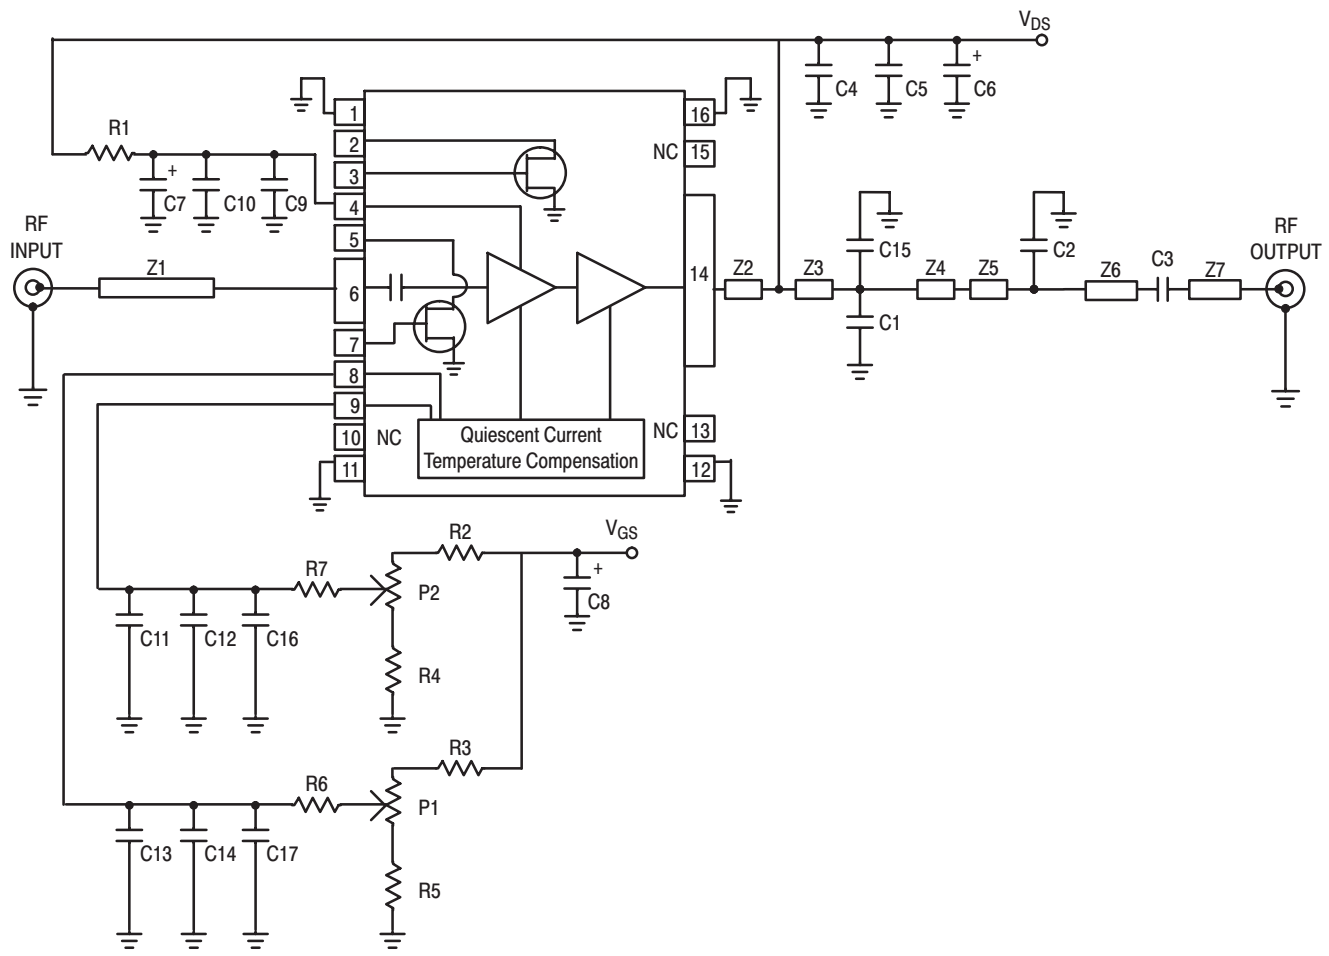 V_DS
+
C4
C5
C6
1
16
R1
2
NC
15
3
+
C7
C10
C9
4
RF
INPUT
5
C15
C2
RF
OUTPUT
Z1
6
14
Z2
Z3
Z4
Z5
Z6
C3
Z7
7
C1
8
9
10
NC
Quiescent Current
Temperature Compensation
NC
13
11
12
V_GS
R2
R7
P2
+
C8
C11
C12
C16
R4
R3
R6
P1
C13
C14
C17
R5